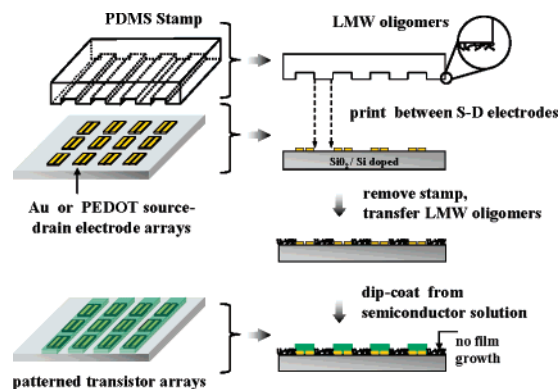 PDMS Stamp
LMW oligomers
print between S-D electrodes
SiO2 / Si doped
Au or PEDOT source-
drain electrode arrays
remove stamp,
transfer LMW oligomers
dip-coat from
semiconductor solution
no film
growth
patterned transistor arrays